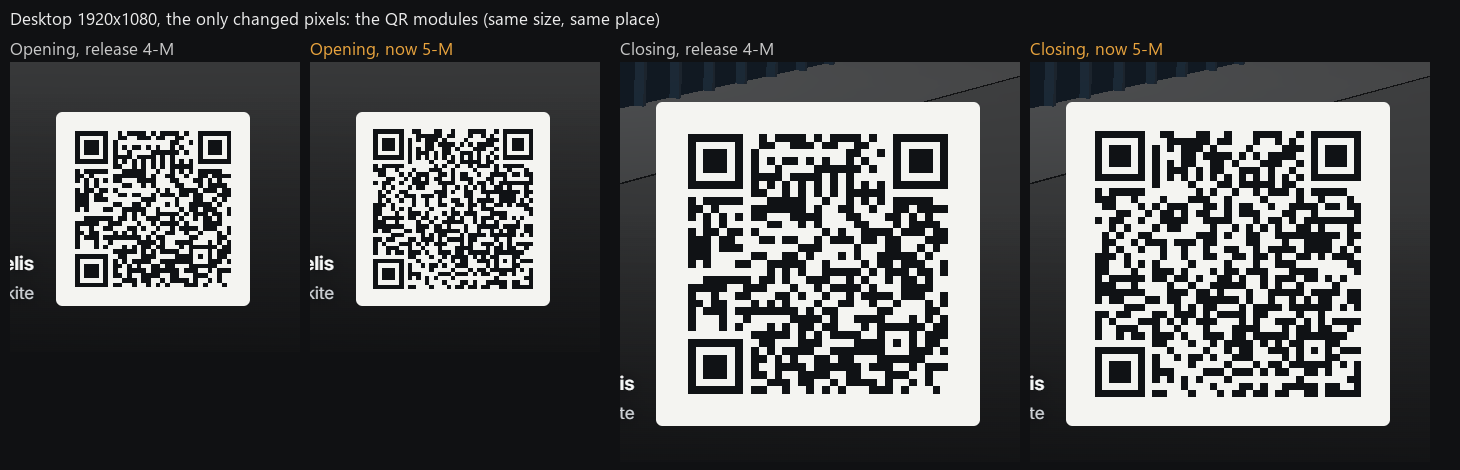 Desktop 1920x1080, the only changed pixels: the QR modules (same size, same place)
Opening, release 4-M
Opening, now 5-M
Closing, release 4-M
Closing, now 5-M
elis
kite
elis
kite
is
te
is
te